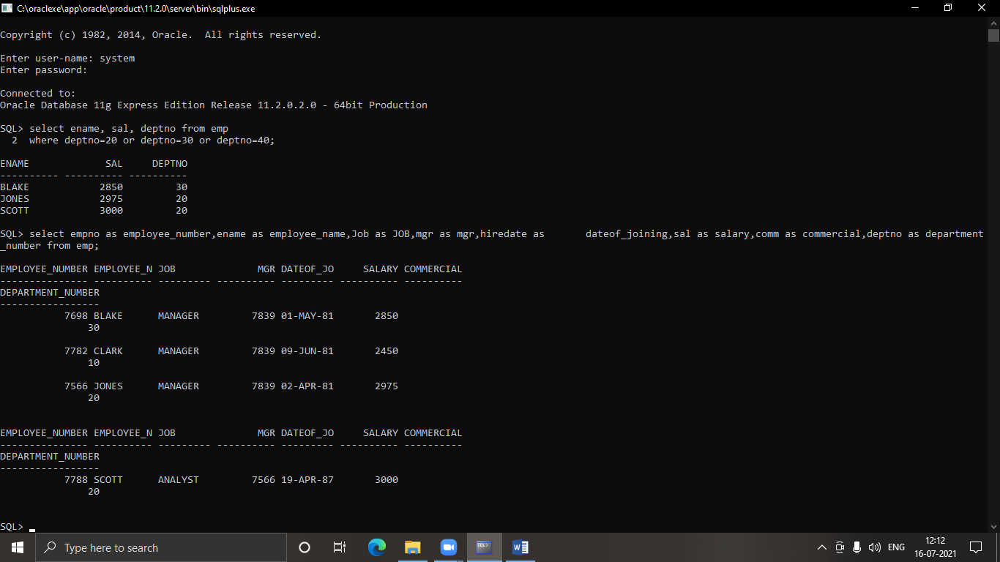 C:\oraclexe\app\oracle\product\11.2.0\server\bin\sqlplus.exe
Copyright (c) 1982, 2014, Oracle.  All rights reserved.
Enter user-name: system
Enter password:
Connected to:
Oracle Database 11g Express Edition Release 11.2.0.2.0 - 64bit Production
SQL> select ename, sal, deptno from emp
  2  where deptno=20 or deptno=30 or deptno=40;
ENAME             SAL     DEPTNO
---------- ---------- ----------
BLAKE            2850         30
JONES            2975         20
SCOTT            3000         20
SQL> select empno as employee_number,ename as employee_name,Job as JOB,mgr as mgr,hiredate as       dateof_joining,sal as salary,comm as commercial,deptno as department
_number from emp;
EMPLOYEE_NUMBER EMPLOYEE_N JOB              MGR DATEOF_JO     SALARY COMMERCIAL
--------------- ---------- --------- ---------- --------- ---------- ----------
DEPARTMENT_NUMBER
-----------------
           7698 BLAKE      MANAGER         7839 01-MAY-81       2850
               30
           7782 CLARK      MANAGER         7839 09-JUN-81       2450
               10
           7566 JONES      MANAGER         7839 02-APR-81       2975
               20
EMPLOYEE_NUMBER EMPLOYEE_N JOB              MGR DATEOF_JO     SALARY COMMERCIAL
--------------- ---------- --------- ---------- --------- ---------- ----------
DEPARTMENT_NUMBER
-----------------
           7788 SCOTT      ANALYST         7566 19-APR-87       3000
               20
SQL>
Type here to search
SQL>
W
ENG
12:12
16-07-2021